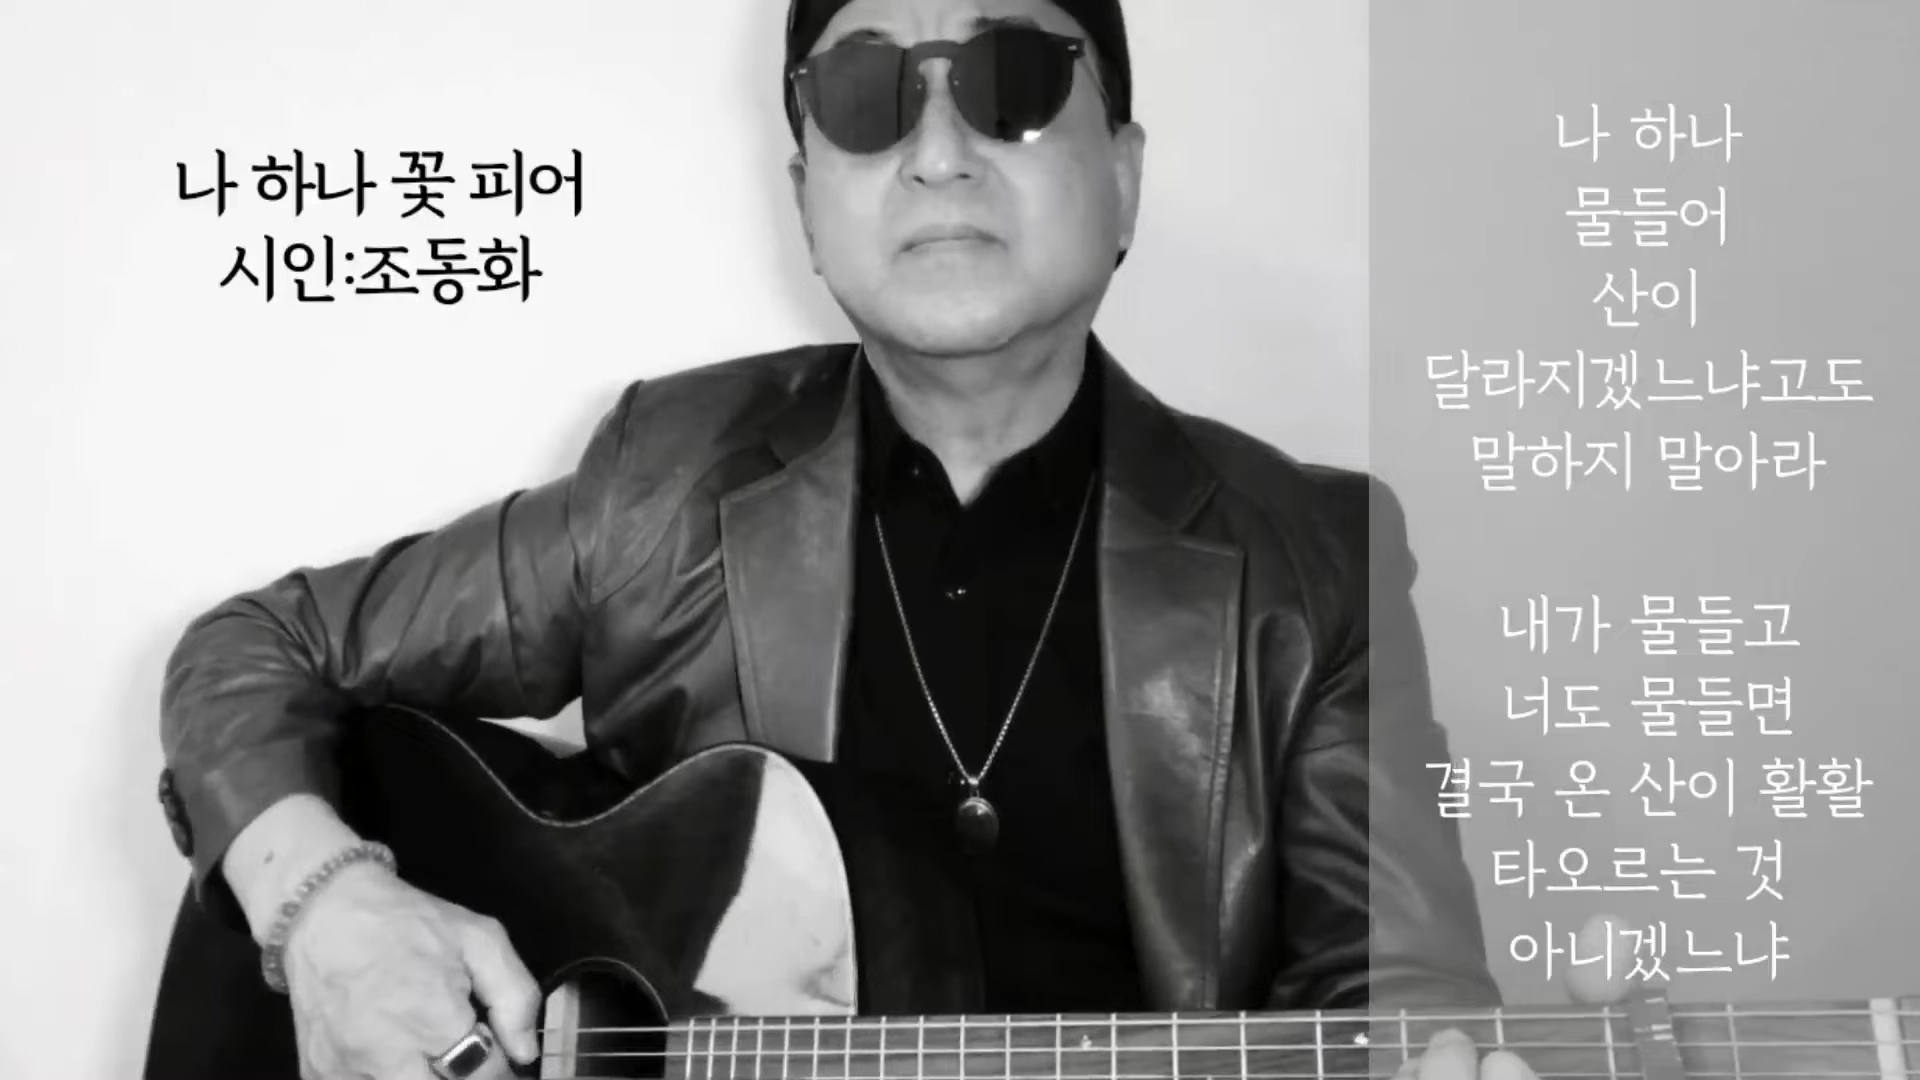 나 하나 꽃 피어
시인:조동화
나 하나
물들어
산이
달라지겠느냐고도
말하지 말아라
내가 물들고
너도 물들면
결국 온 산이 활활
타오르는 것
아니겠느냐